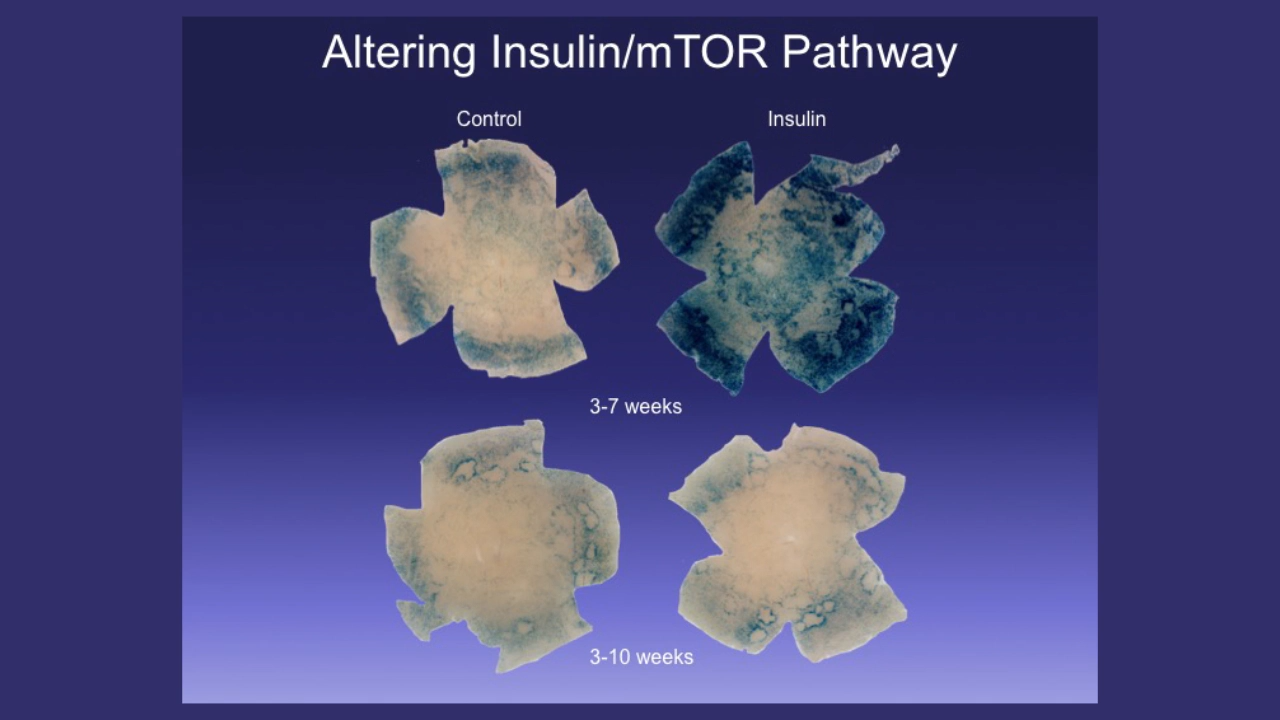 Altering Insulin/mTOR Pathway
Control
Insulin
3-7 weeks
3-10 weeks